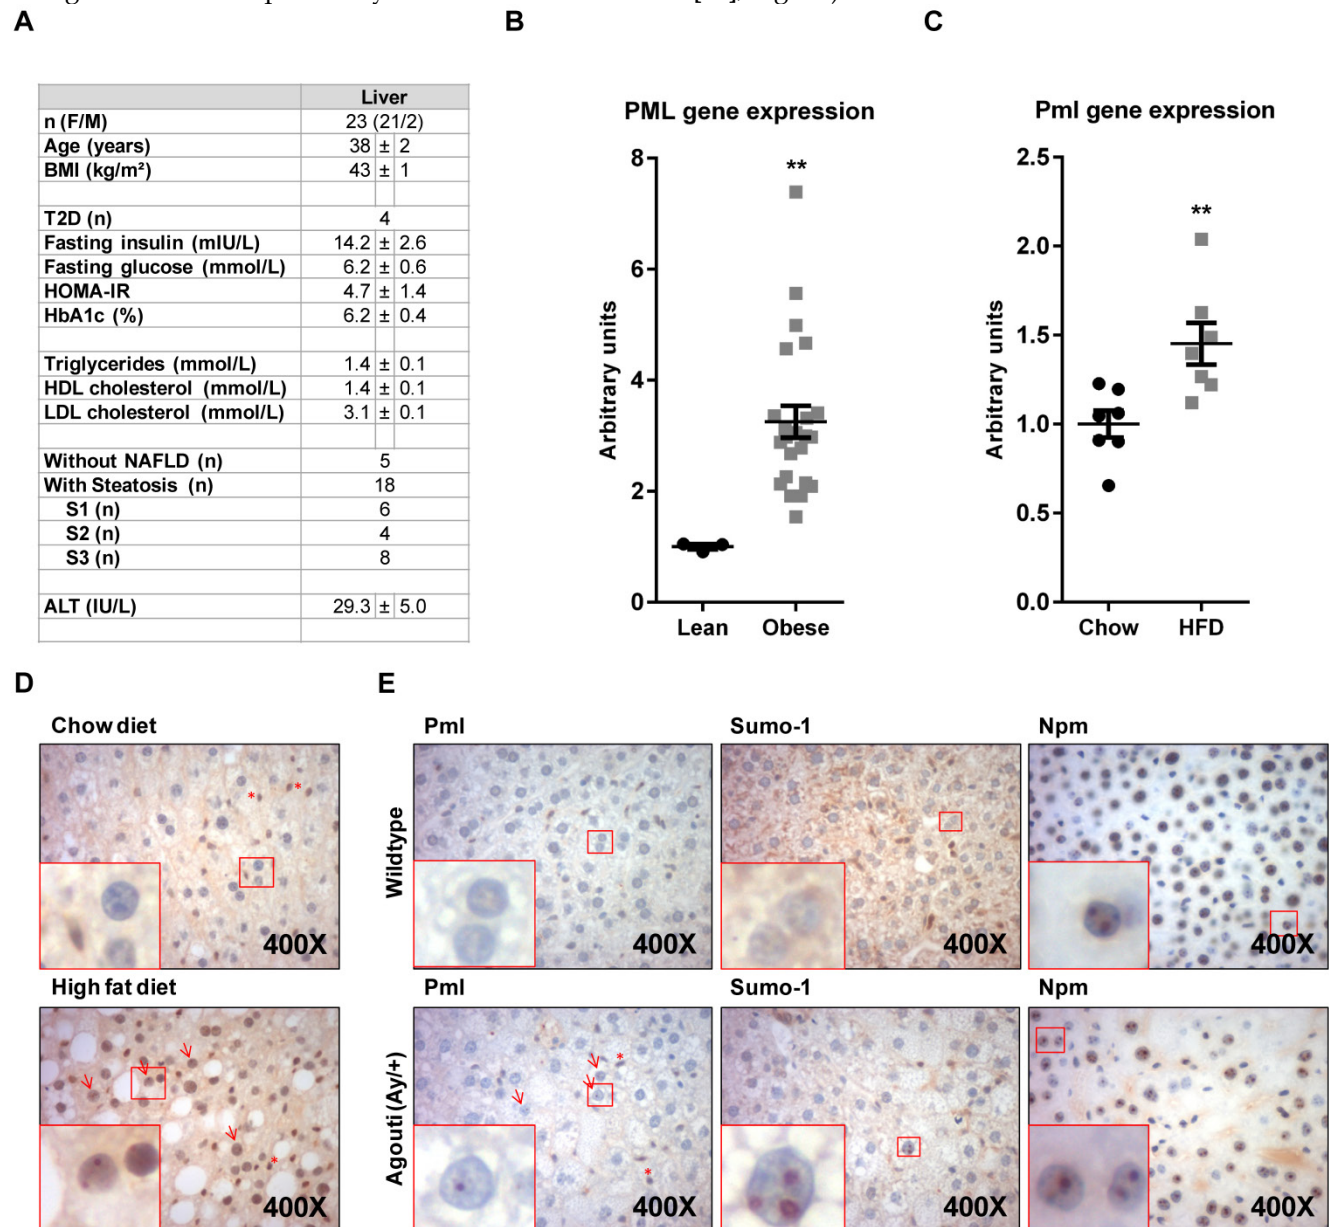 A
B
C
Liver
n (F/M) 23 (21/2)
Age (years) 38 ± 2
BMI (kg/m²) 43 ± 1
T2D (n) 4
Fasting insulin (mIU/L) 14.2 ± 2.6
Fasting glucose (mmol/L) 6.2 ± 0.6
HOMA-IR 4.7 ± 1.4
HbA1c (%) 6.2 ± 0.4
Triglycerides (mmol/L) 1.4 ± 0.1
HDL cholesterol (mmol/L) 1.4 ± 0.1
LDL cholesterol (mmol/L) 3.1 ± 0.1
Without NAFLD (n) 5
With Steatosis (n) 18
S1 (n) 6
S2 (n) 4
S3 (n) 8
ALT (IU/L) 29.3 ± 5.0
PML gene expression
**
Arbitrary units
8
6
4
2
0
Lean Obese
Pml gene expression
**
Arbitrary units
2.5
2.0
1.5
1.0
0.5
0.0
Chow HFD
D
Chow diet
* *
400X
High fat diet
*
400X
E
Pml Sumo-1 Npm
Wildtype
400X 400X 400X
Pml Sumo-1 Npm
Agouti (Ay/+)
* *
400X 400X 400X